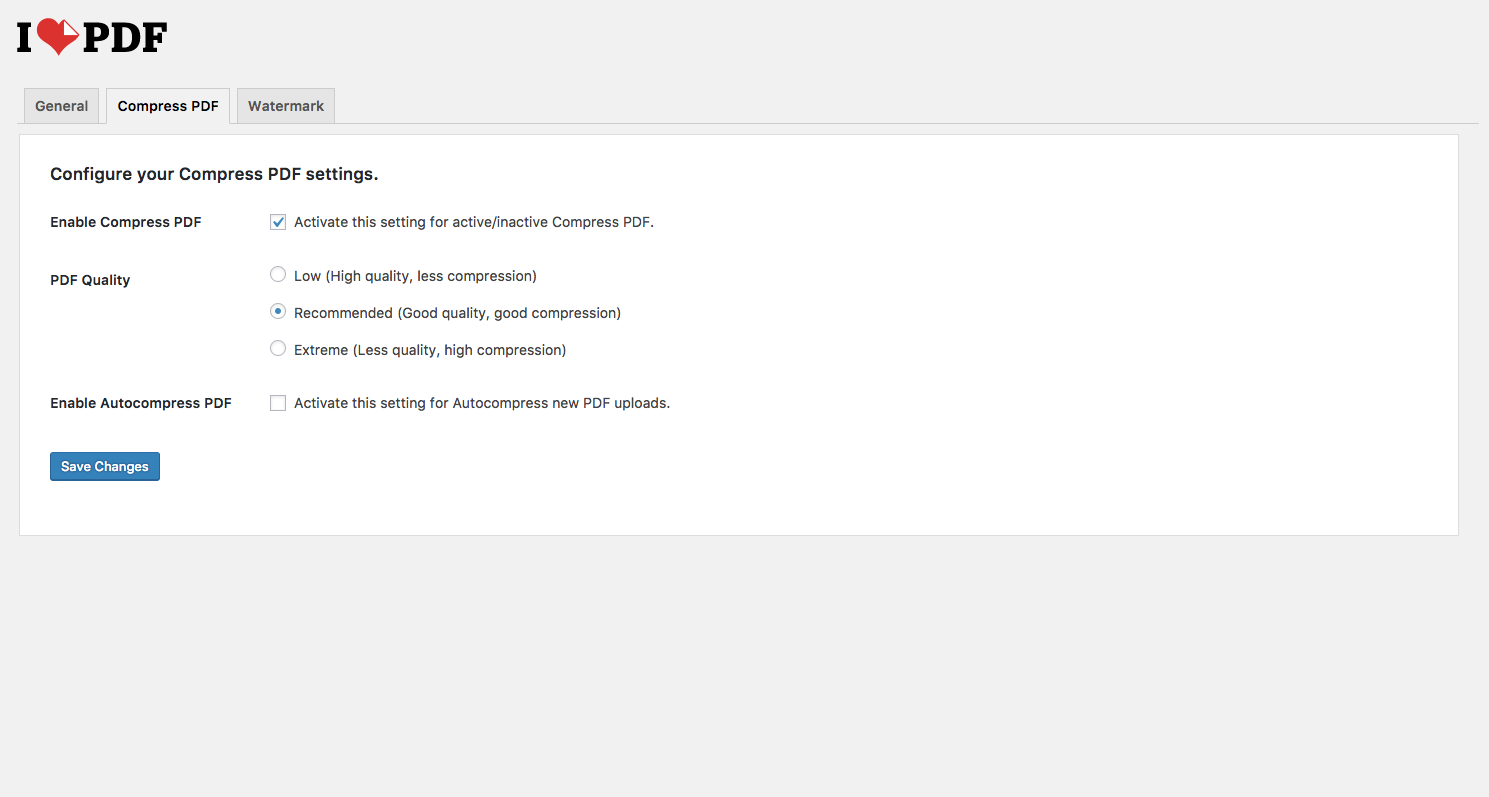 I PDF
General Compress PDF Watermark
Configure your Compress PDF settings.
Enable Compress PDF Activate this setting for active/inactive Compress PDF.
PDF Quality Low (High quality, less compression)
Recommended (Good quality, good compression)
Extreme (Less quality, high compression)
Enable Autocompress PDF Activate this setting for Autocompress new PDF uploads.
Save Changes